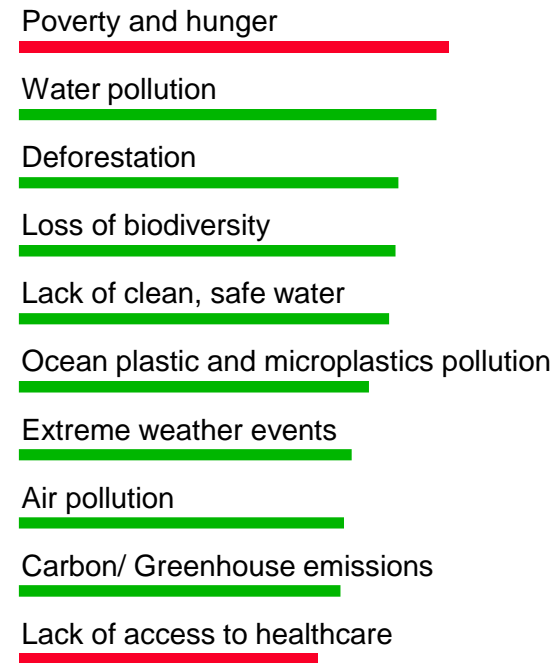 Poverty and hunger
Water pollution
Deforestation
Loss of biodiversity
Lack of clean, safe water
Ocean plastic and microplastics pollution
Extreme weather events
Air pollution
Carbon/ Greenhouse emissions
Lack of access to healthcare